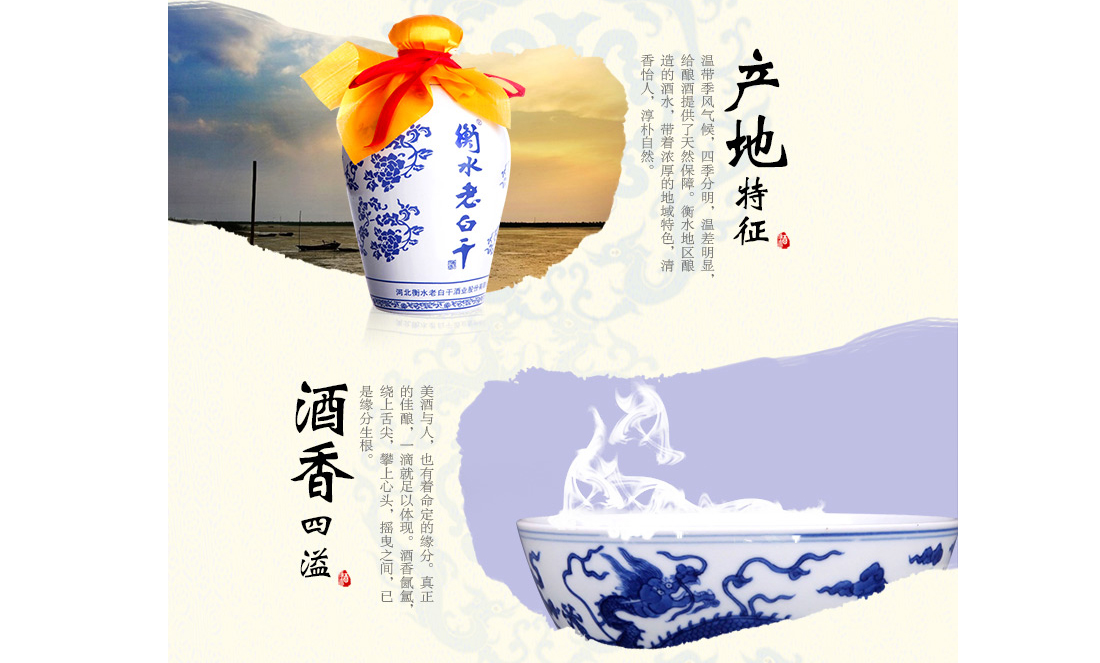 产地特征
温带季风气候，四季分明，温差明显，
给酿酒提供了天然保障。衡水地区酿
造的酒水，带着浓厚的地域特色，清
香怡人，淳朴自然。
衡水老白干
河北衡水老白干酒业股份
酒香四溢
美酒与人，也有着命定的缘分。真正
的佳酿，一滴就足以体现。酒香氤氲，
绕上舌尖，攀上心头，摇曳之间，已
是缘分生根。
酒
酒